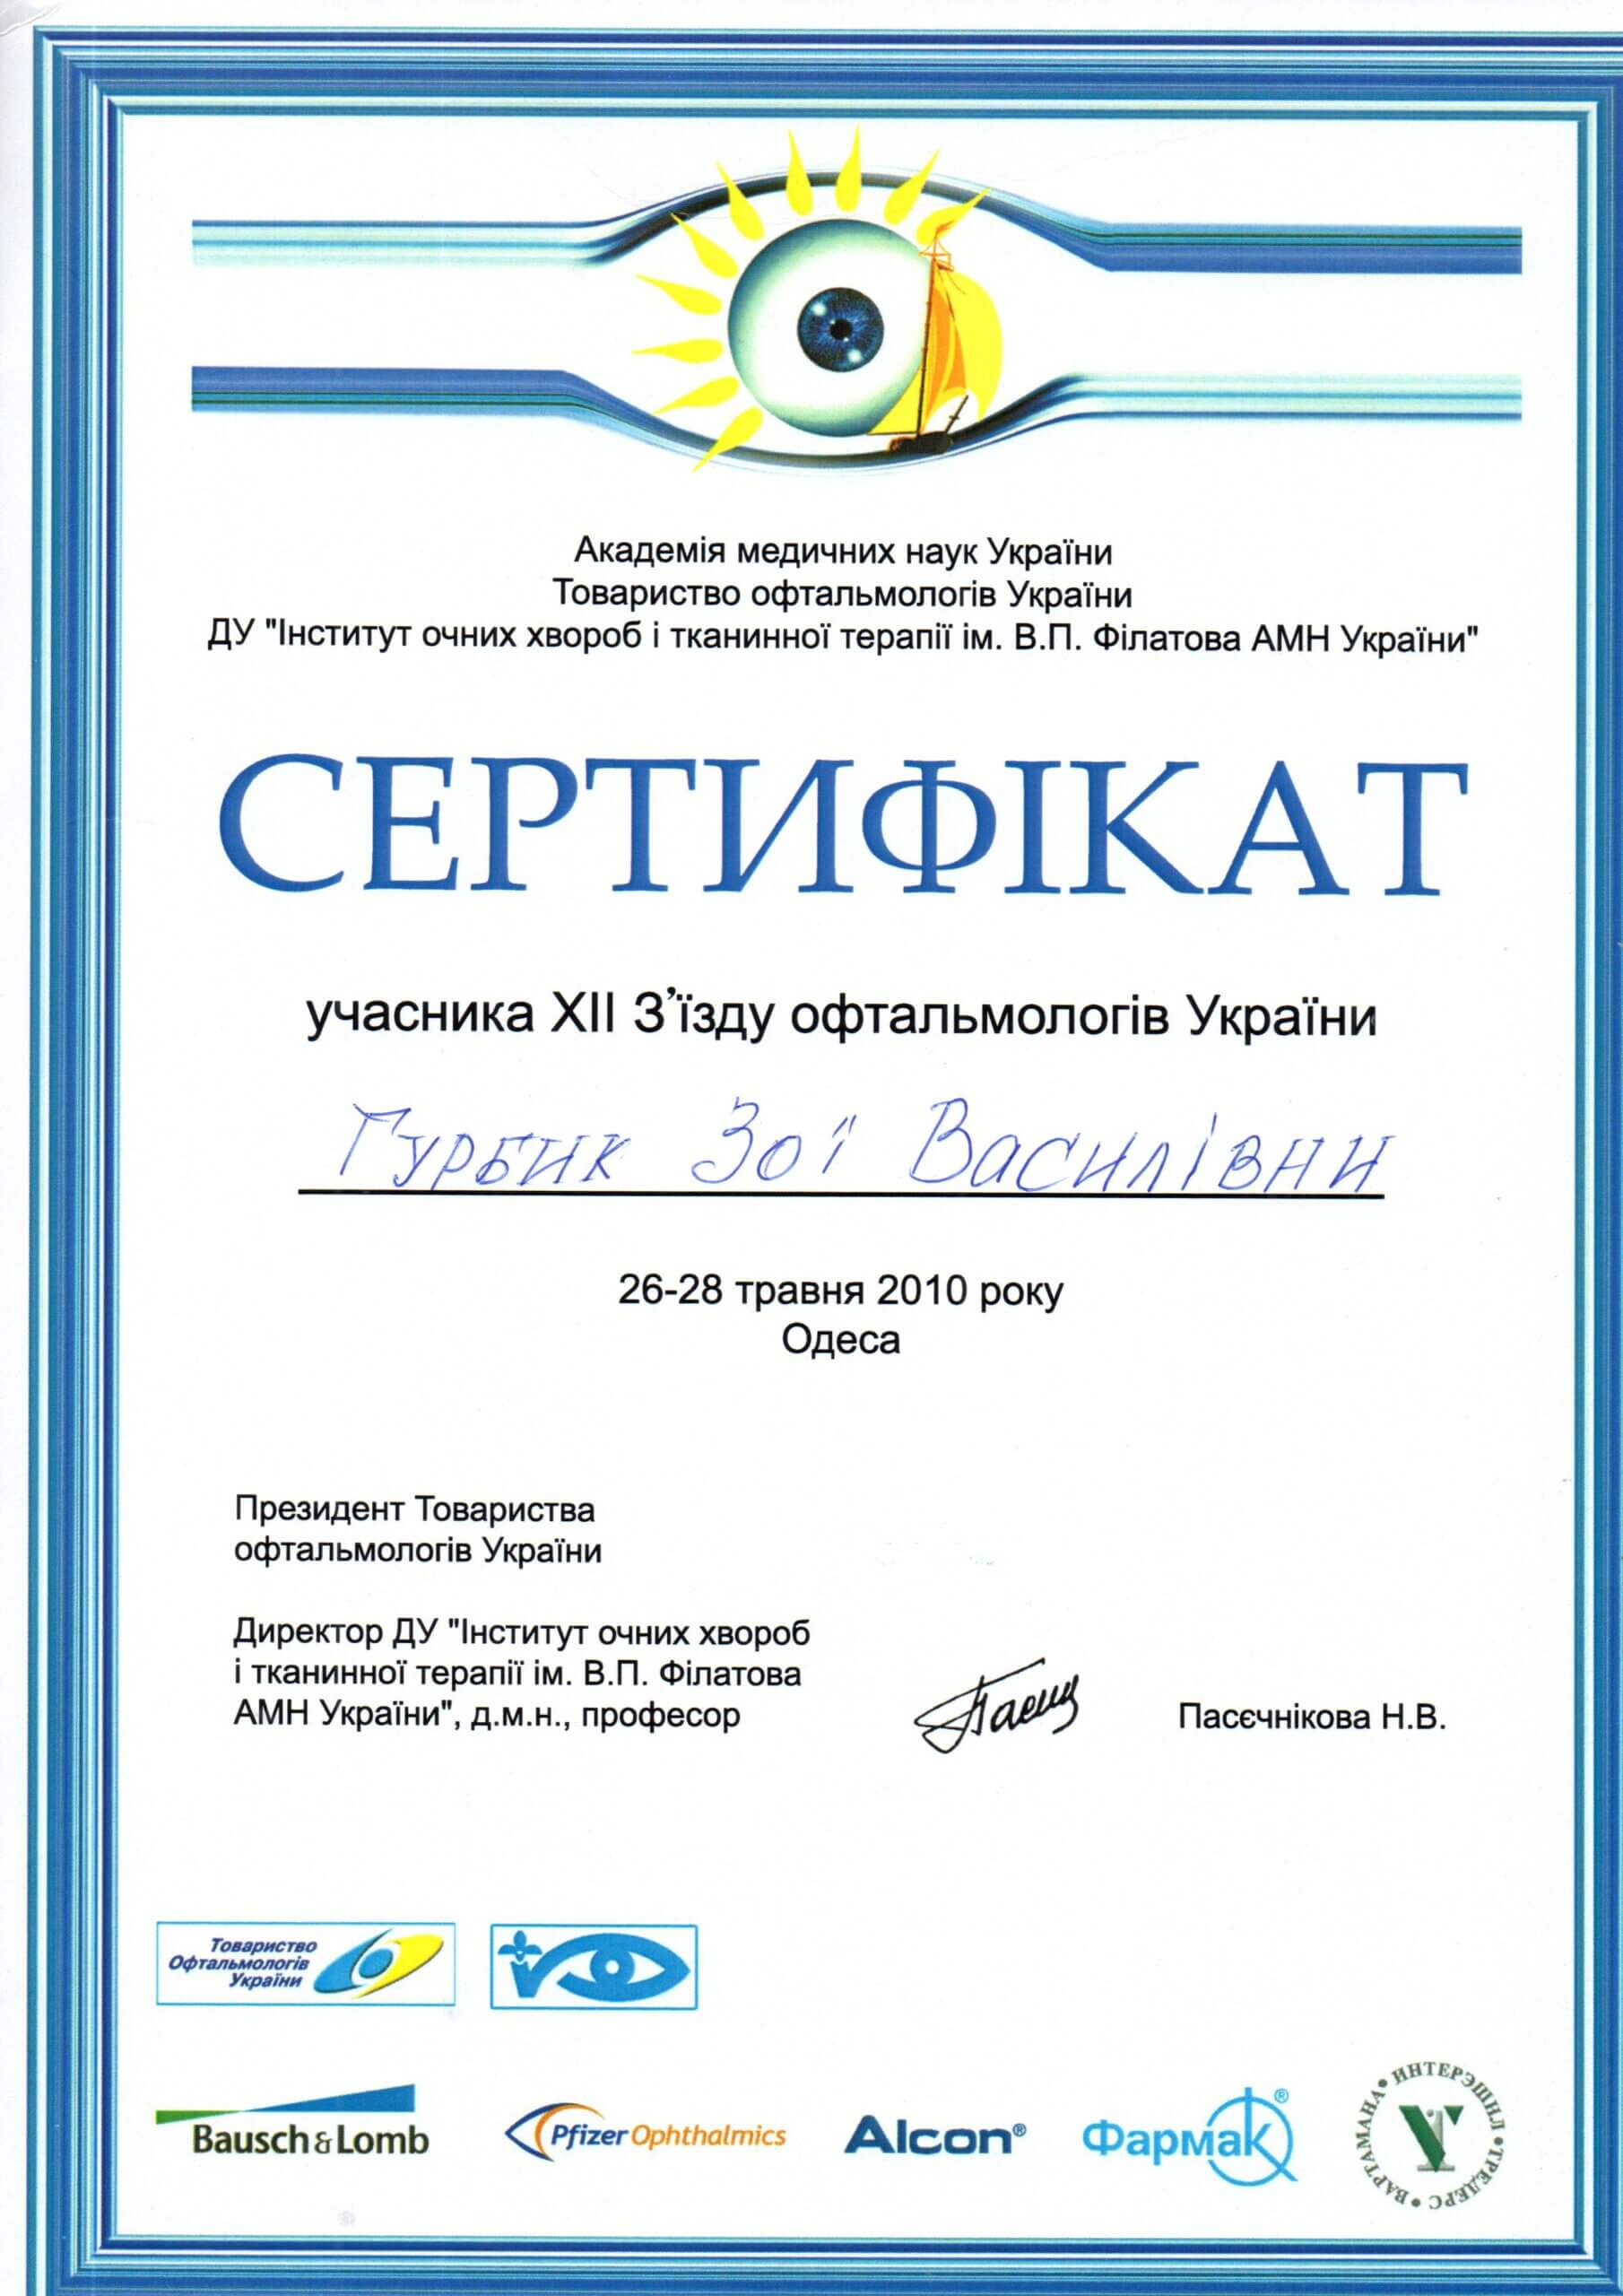 Академія медичних наук України
Товариство офтальмологів України
ДУ "Інститут очних хвороб і тканинної терапії ім. В.П. Філатова АМН України"
СЕРТИФІКАТ
учасника XII З’їзду офтальмологів України
Гурбик Зої Василівни
26-28 травня 2010 року
Одеса
Президент Товариства
офтальмологів України
Директор ДУ "Інститут очних хвороб
і тканинної терапії ім. В.П. Філатова
АМН України", д.м.н., професор
Пасєчнікова Н.В.
Товариство
Офтальмологів
України
Bausch & Lomb
Pfizer Ophthalmics
Alcon®
Фармак®
ВАРТАМАНА • ИНТЕРЭШНЛ • ТРЕДЕРС •